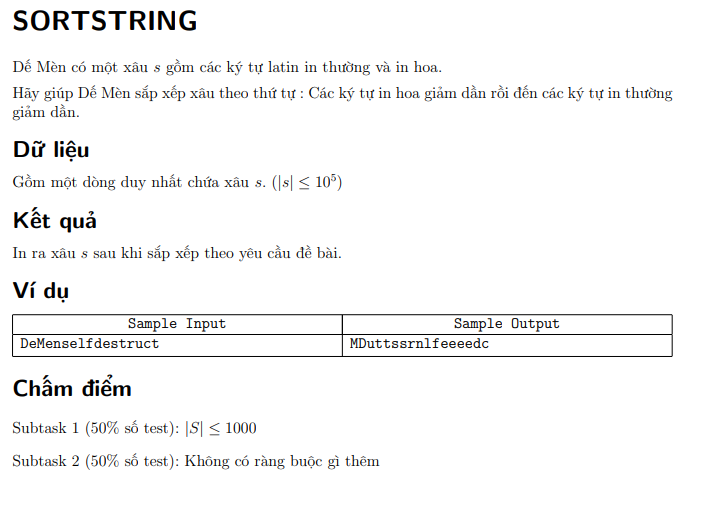 SORTSTRING
Dế Mèn có một xâu s gồm các ký tự latin in thường và in hoa.
Hãy giúp Dế Mèn sắp xếp xâu theo thứ tự : Các ký tự in hoa giảm dần rồi đến các ký tự in thường
giảm dần.
Dữ liệu
Gồm một dòng duy nhất chứa xâu s. (|s| ≤ 10⁵)
Kết quả
In ra xâu s sau khi sắp xếp theo yêu cầu đề bài.
Ví dụ
Sample Input Sample Output
DeMenselfdestruct MDuttssrnlfeeeedc
Chấm điểm
Subtask 1 (50% số test): |S| ≤ 1000
Subtask 2 (50% số test): Không có ràng buộc gì thêm